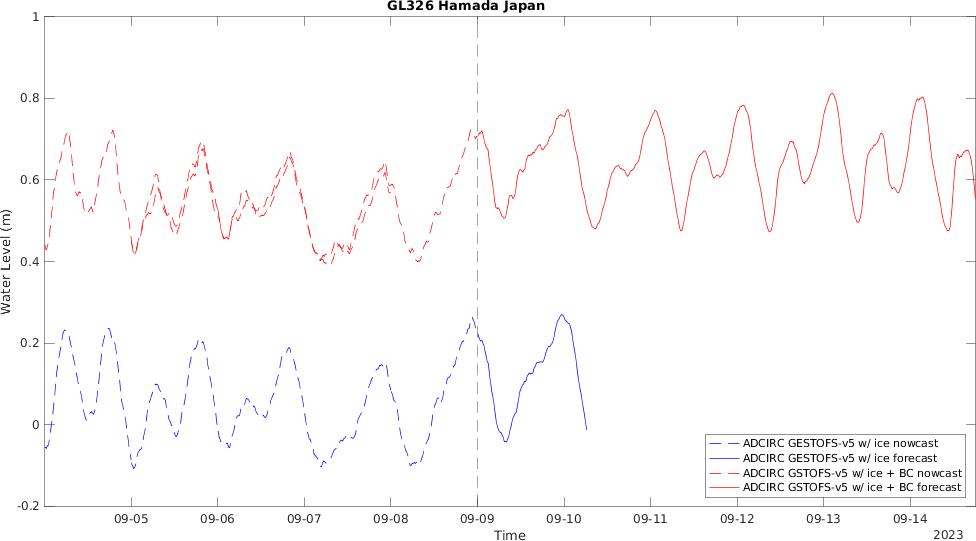 GL326 Hamada Japan
1
0.8
0.6
0.4
0.2
0
-0.2
Water Level (m)
09-05 09-06 09-07 09-08 09-09 09-10 09-11 09-12 09-13 09-14
Time
2023
ADCIRC GESTOFS-v5 w/ ice nowcast
ADCIRC GESTOFS-v5 w/ ice forecast
ADCIRC GSTOFS-v5 w/ ice + BC nowcast
ADCIRC GSTOFS-v5 w/ ice + BC forecast